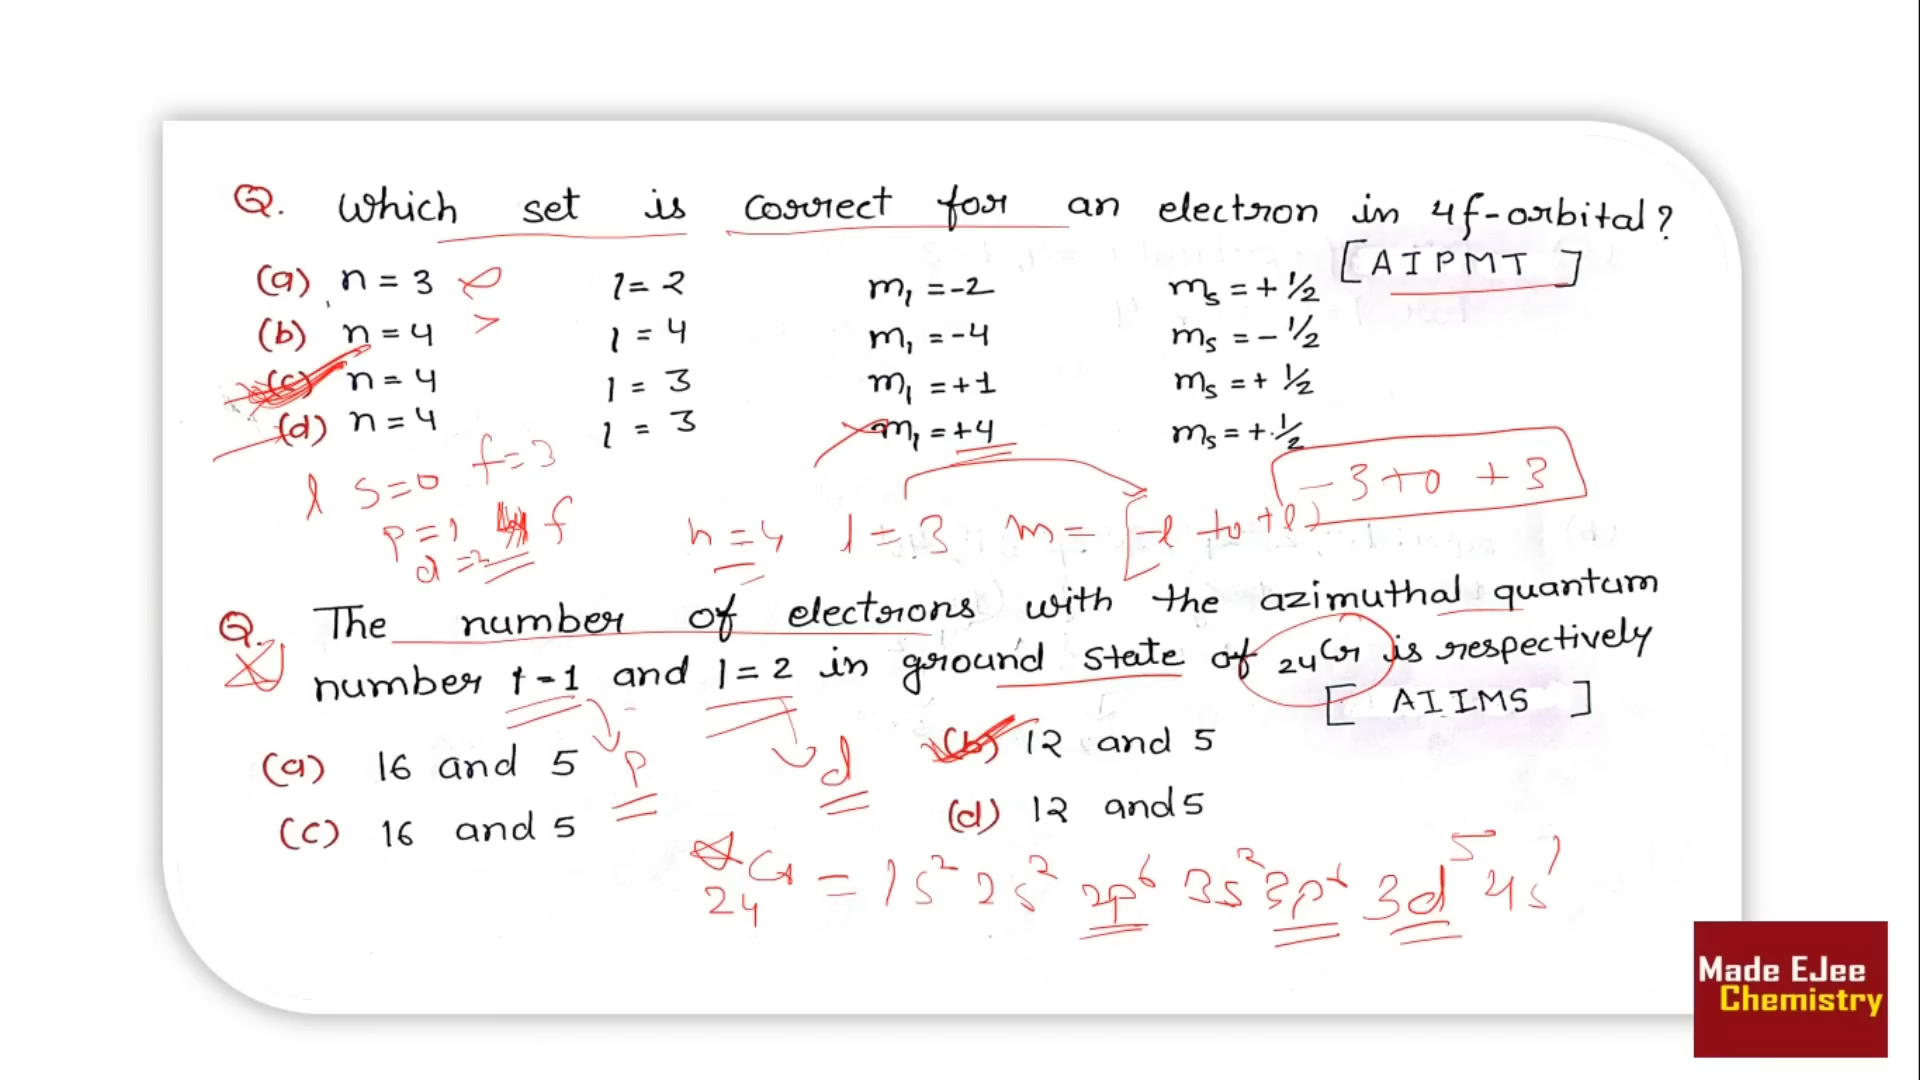 Q. Which set is correct for an electron in 4f-orbital?
[AIPMT]
(a) n = 3 l = 2 m₁ = -2 mₛ = + 1/2
(b) n = 4 l = 4 m₁ = -4 mₛ = - 1/2
(c) n = 4 l = 3 m₁ = +1 mₛ = + 1/2
(d) n = 4 l = 3 m₁ = +4 mₛ = + 1/2
l s=0 f=3
p=1 f
d=2
n=4 l=3 m=[-l to +l)
-3 to +3
Q. The number of electrons with the azimuthal quantum
number l-1 and l=2 in ground state of ₂₄Cr is respectively
[AIIMS]
(a) 16 and 5 (b) 12 and 5
p d
(c) 16 and 5 (d) 12 and 5
₂₄Cr = 1s² 2s² 2p⁶ 3s² 3p⁶ 3d⁵ 4s¹
Made EJee
Chemistry